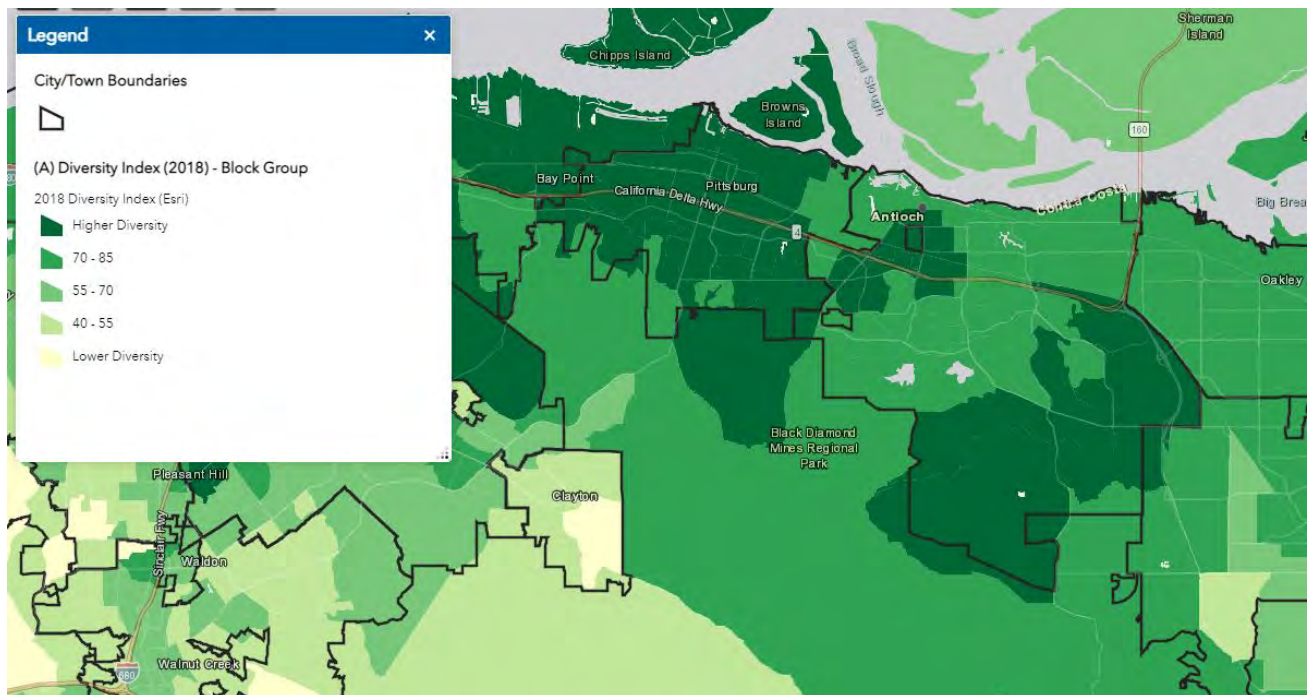 Legend
×
City/Town Boundaries
(A) Diversity Index (2018) - Block Group
2018 Diversity Index (Esri)
Higher Diversity
70 - 85
55 - 70
40 - 55
Lower Diversity
Sherman
Island
Chipps Island
Broad Slough
Browns
Island
160
Bay Point
Pittsburg
California Delta Hwy
Contra Costa
Big Brea
Antioch
4
Oakley
Black Diamond
Mines Regional
Park
Pleasant Hill
Clayton
Sinclair Fwy
Waldon
Walnut Creek
680